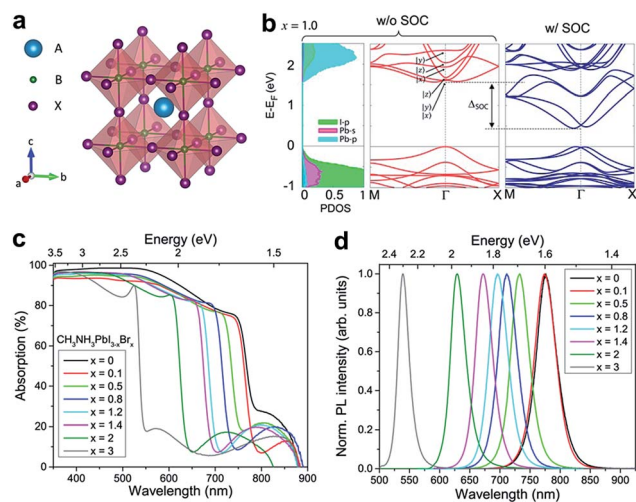 a
A
B
X
c
a
b
b
x = 1.0
w/o SOC
w/ SOC
E-E_F (eV)
2
1
0
-1
I-p
Pb-s
Pb-p
0
1
PDOS
|y⟩
|z⟩
|x⟩
|z⟩
|y⟩
|x⟩
Δ_SOC
M Γ X
M Γ X
c
Energy (eV)
3.5 3 2.5 2 1.5
Absorption (%)
100
80
60
40
20
0
CH₃NH₃PbI₃₋ₓBrₓ
x = 0
x = 0.1
x = 0.5
x = 0.8
x = 1.2
x = 1.4
x = 2
x = 3
400 500 600 700 800 900
Wavelength (nm)
d
Energy (eV)
2.4 2.2 2 1.8 1.6 1.4
Norm. PL intensity (arb. units)
1.0
0.8
0.6
0.4
0.2
0.0
x = 0
x = 0.1
x = 0.5
x = 0.8
x = 1.2
x = 1.4
x = 2
x = 3
500 550 600 650 700 750 800 850 900
Wavelength (nm)